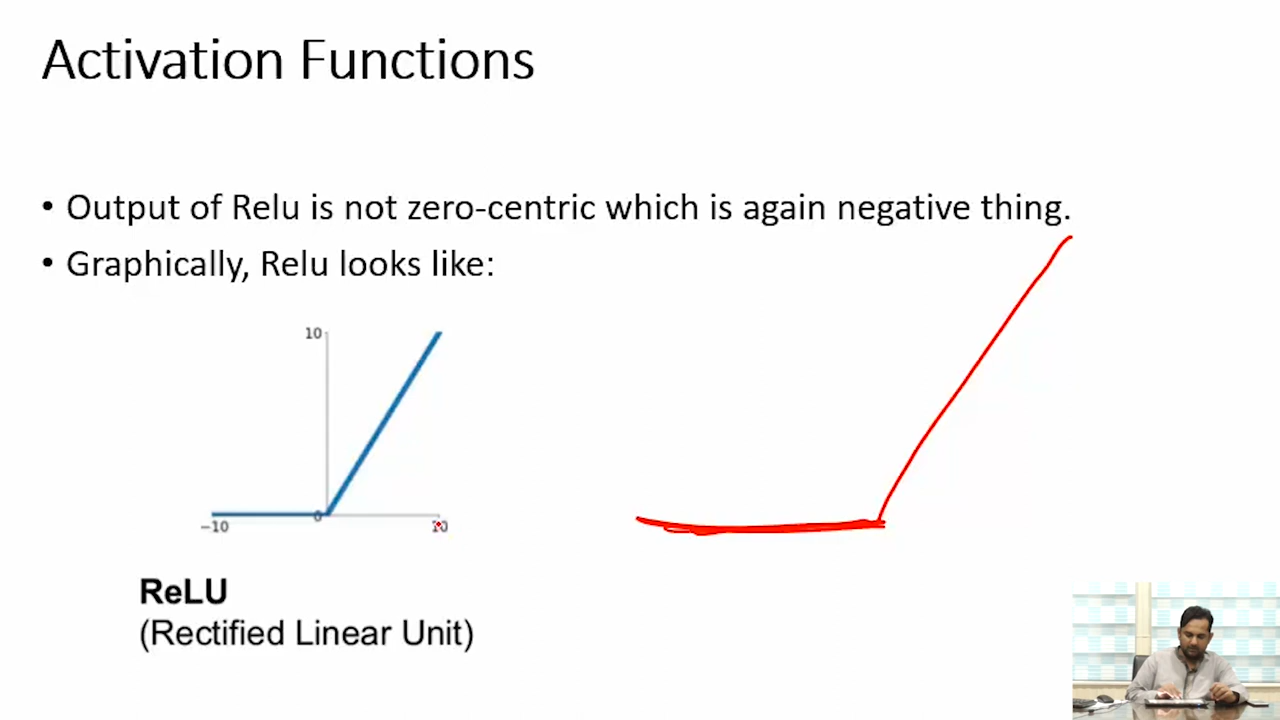 Activation Functions
• Output of Relu is not zero-centric which is again negative thing.
• Graphically, Relu looks like:
10
0
−10
10
ReLU
(Rectified Linear Unit)